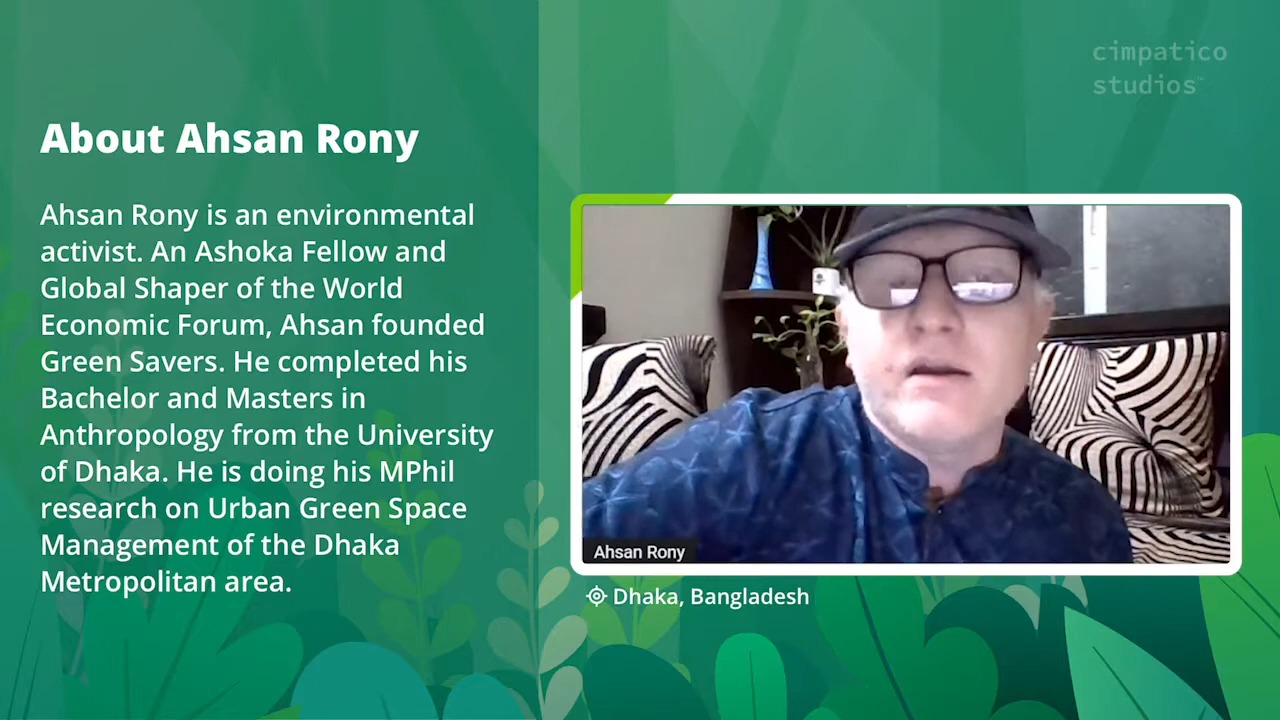 cimpatico
studios™
About Ahsan Rony
Ahsan Rony is an environmental
activist. An Ashoka Fellow and
Global Shaper of the World
Economic Forum, Ahsan founded
Green Savers. He completed his
Bachelor and Masters in
Anthropology from the University
of Dhaka. He is doing his MPhil
research on Urban Green Space
Management of the Dhaka
Metropolitan area.
Ahsan Rony
Dhaka, Bangladesh